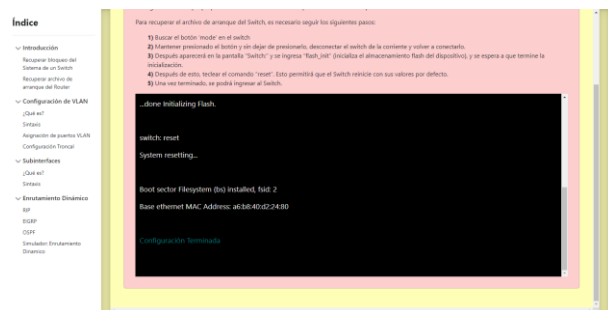 Índice
Introducción
Recuperar bloqueo del
Sistema de un Switch
Recuperar archivo de
arranque del Router
Configuración de VLAN
¿Qué es?
Sintaxis
Asignación de puertos VLAN
Configuración Troncal
Subinterfaces
¿Qué es?
Sintaxis
Enrutamiento Dinámico
RIP
EIGRP
OSPF
Simulador Enrutamiento
Dinamico
Para recuperar el archivo de arranque del Switch, es necesario seguir los siguientes pasos:
1) Buscar el botón 'mode' en el switch
2) Mantener presionado el botón y sin dejar de presionarlo, desconectar el switch de la corriente y volver a conectarlo.
3) Después aparecerá en la pantalla "Switch:" y se ingresa "flash_init" (inicializa el almacenamiento flash del dispositivo), y se espera a que termine la
inicialización.
4) Después de esto, teclear el comando "reset". Esto permitirá que el Switch reinicie con sus valores por defecto.
5) Una vez terminado, se podrá ingresar al Switch.
...done Initializing Flash.
switch: reset
System resetting...
Boot sector Filesystem (bs) installed, fsid: 2
Base ethernet MAC Address: a6:b8:40:d2:24:80
Configuración Terminada